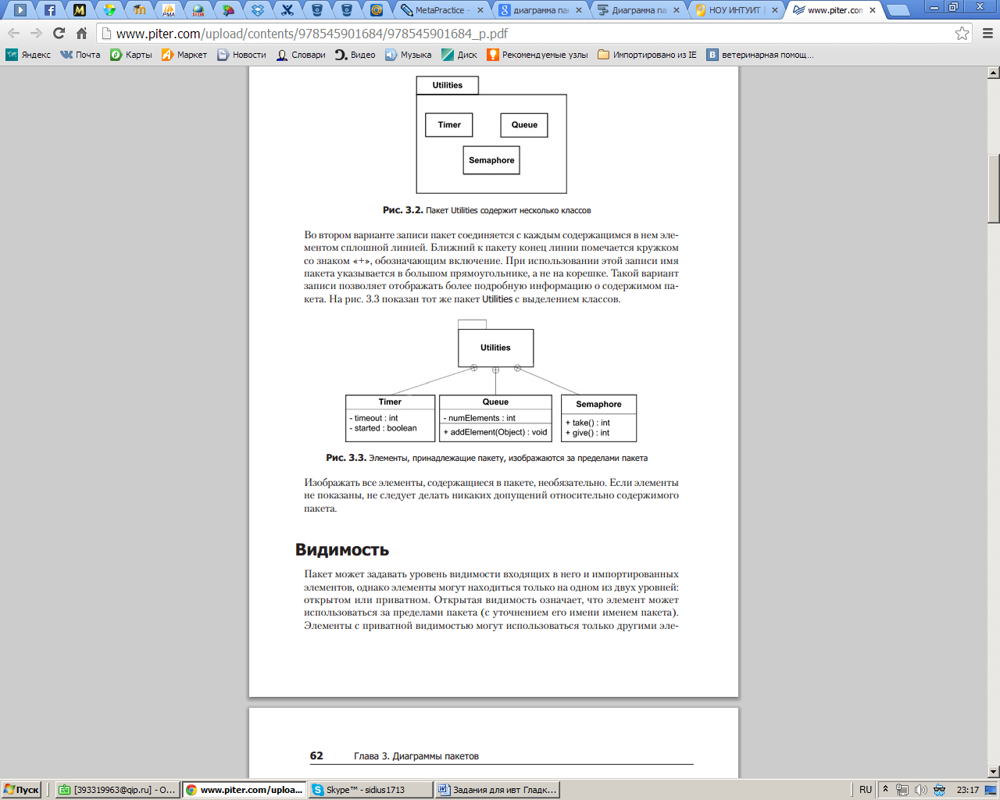 MetaPractice -
диаграмма пак
Диаграмма па
НОУ ИНТУИТ |
www.piter.com
www.piter.com/upload/contents/978545901684/978545901684_p.pdf
Яндекс Почта Карты Маркет Новости Словари Видео Музыка Диск Рекомендуемые узлы Импортировано из IE ветеринарная помощ...
Utilities
Timer Queue
Semaphore
Рис. 3.2. Пакет Utilities содержит несколько классов
Во втором варианте записи пакет соединяется с каждым содержащимся в нем эле-
ментом сплошной линией. Ближний к пакету конец линии помечается кружком
со знаком «+», обозначающим включение. При использовании этой записи имя
пакета указывается в большом прямоугольнике, а не на корешке. Такой вариант
записи позволяет отображать более подробную информацию о содержимом па-
кета. На рис. 3.3 показан тот же пакет Utilities с выделением классов.
Utilities
Timer
- timeout : int
- started : boolean
Queue
- numElements : int
+ addElement(Object) : void
Semaphore
+ take() : int
+ give() : int
Рис. 3.3. Элементы, принадлежащие пакету, изображаются за пределами пакета
Изображать все элементы, содержащиеся в пакете, необязательно. Если элементы
не показаны, не следует делать никаких допущений относительно содержимого
пакета.
Видимость
Пакет может задавать уровень видимости входящих в него и импортированных
элементов, однако элементы могут находиться только на одном из двух уровней:
открытом или приватном. Открытая видимость означает, что элемент может
использоваться за пределами пакета (с уточнением его имени именем пакета).
Элементы с приватной видимостью могут использоваться только другими эле-
62 Глава 3. Диаграммы пакетов
Пуск [393319963@qip.ru] - О... www.piter.com/uploa... Skype™ - sidius1713 Задания для ивт Гладк... RU 23:17